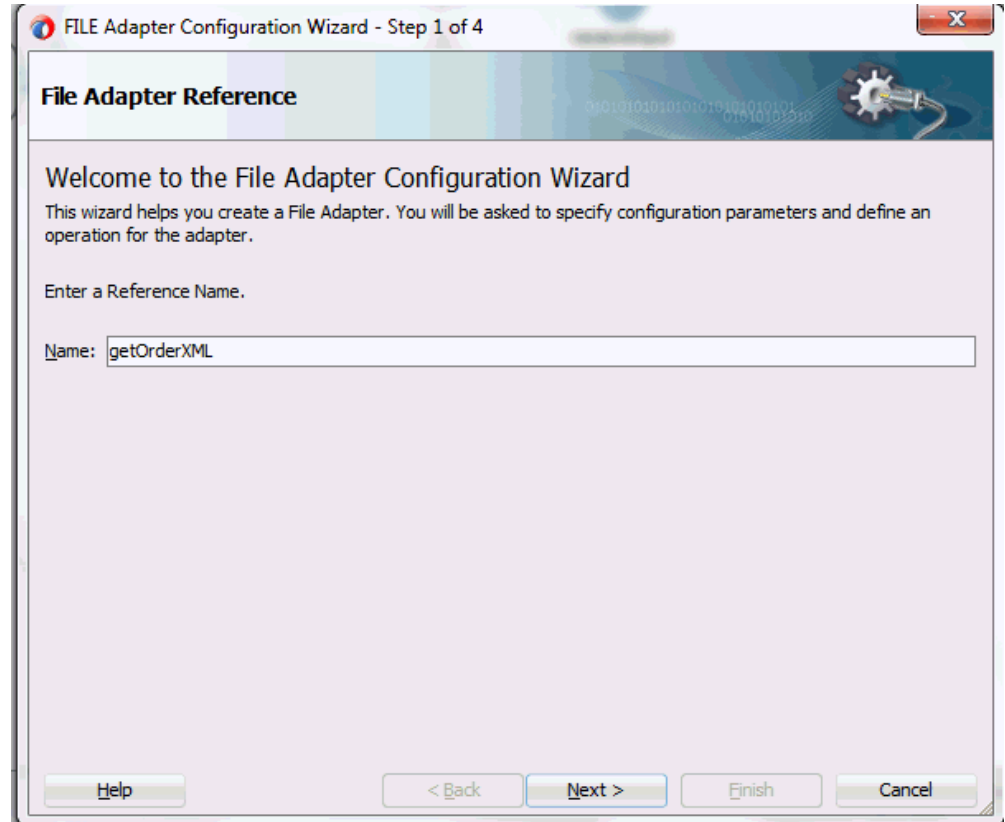 FILE Adapter Configuration Wizard - Step 1 of 4
File Adapter Reference
Welcome to the File Adapter Configuration Wizard
This wizard helps you create a File Adapter. You will be asked to specify configuration parameters and define an
operation for the adapter.
Enter a Reference Name.
Name: getOrderXML
Help < Back Next > Finish Cancel